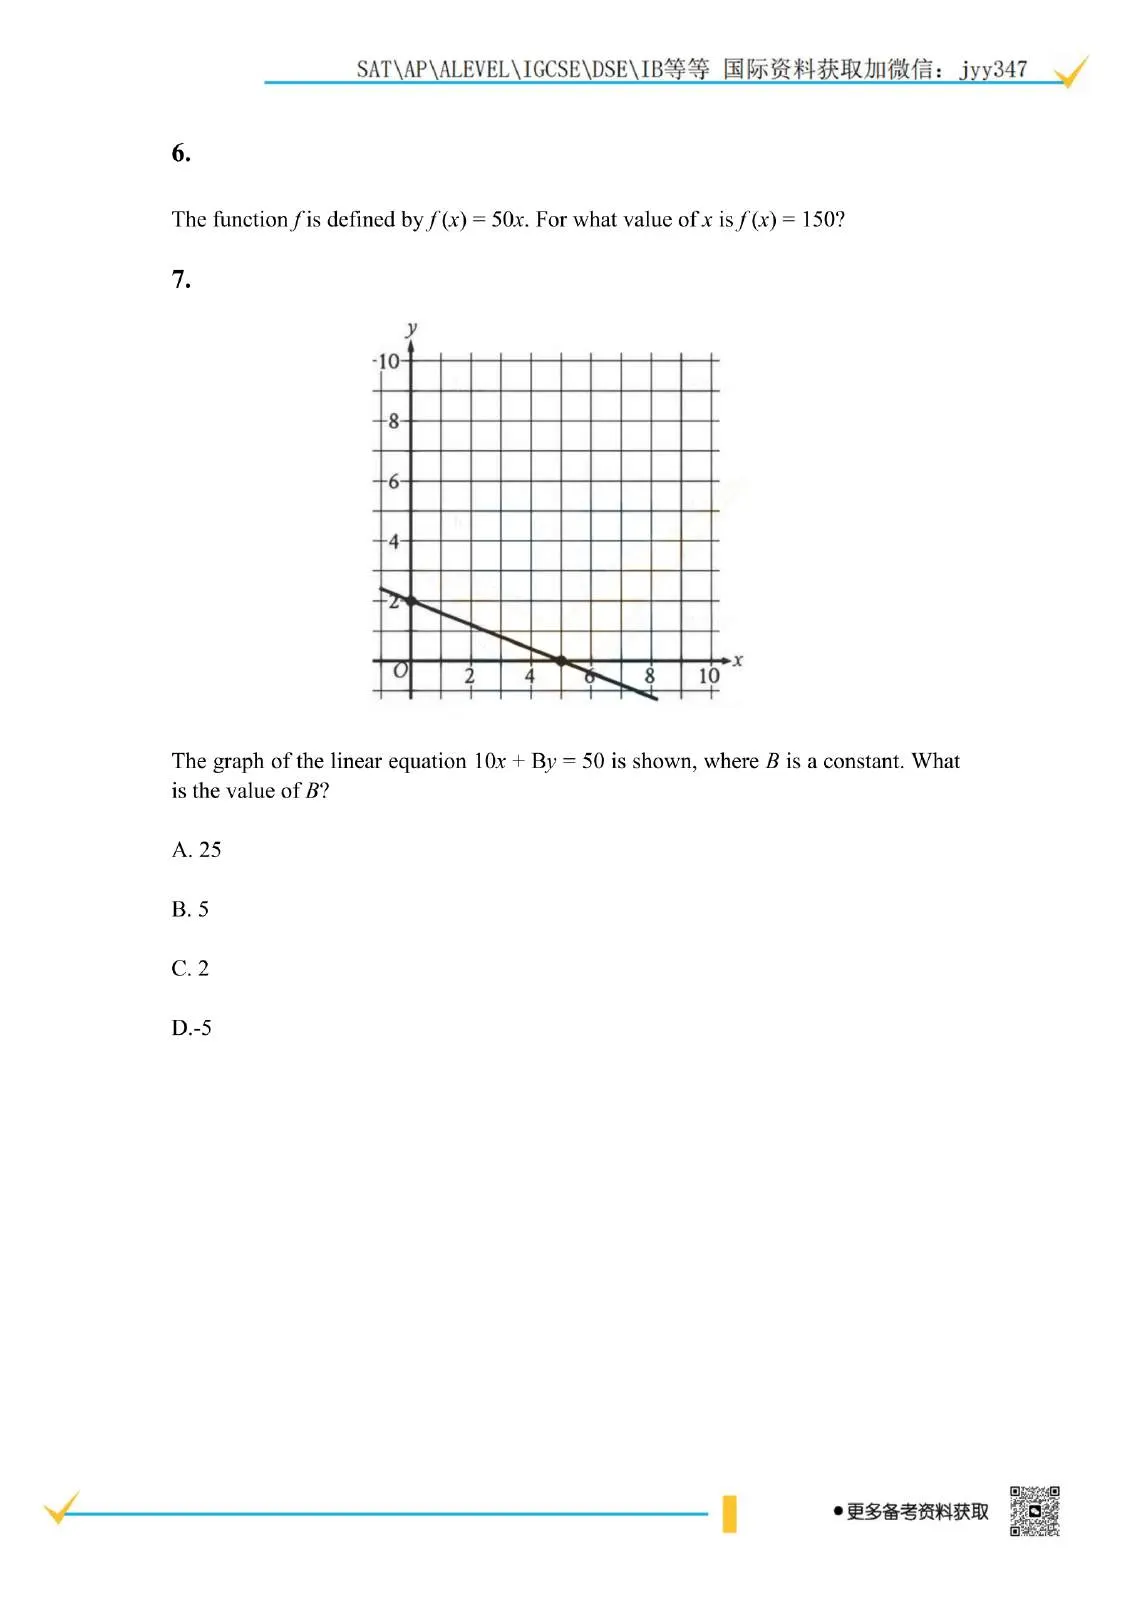 SAT\AP\ALEVEL\IGCSE\DSE\IB等等 国际资料获取加微信：jyy347
6.
The function f is defined by f (x) = 50x. For what value of x is f (x) = 150?
7.
y
-10
8
6
4
2
O
2
4
6
8
10
x
The graph of the linear equation 10x + By = 50 is shown, where B is a constant. What
is the value of B?
A. 25
B. 5
C. 2
D.-5
●更多备考资料获取